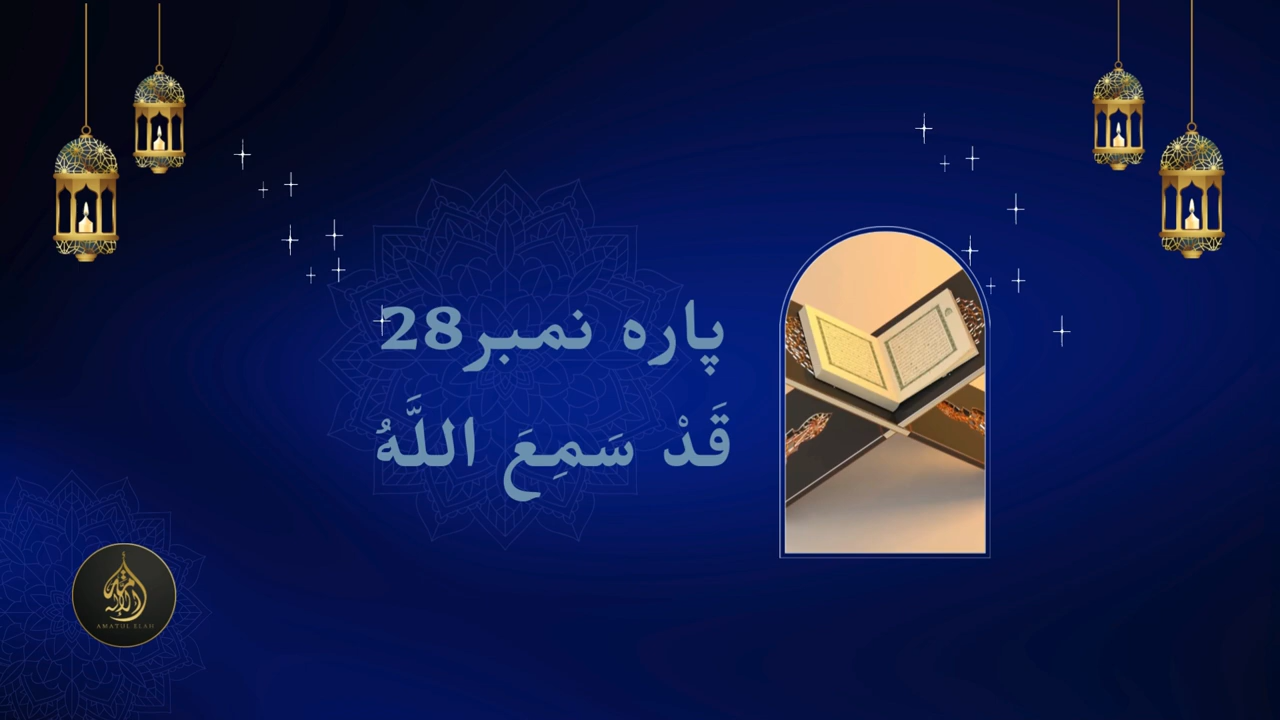 پارہ نمبر28
قَدْ سَمِعَ اللَّهُ
AMATUL ELAH